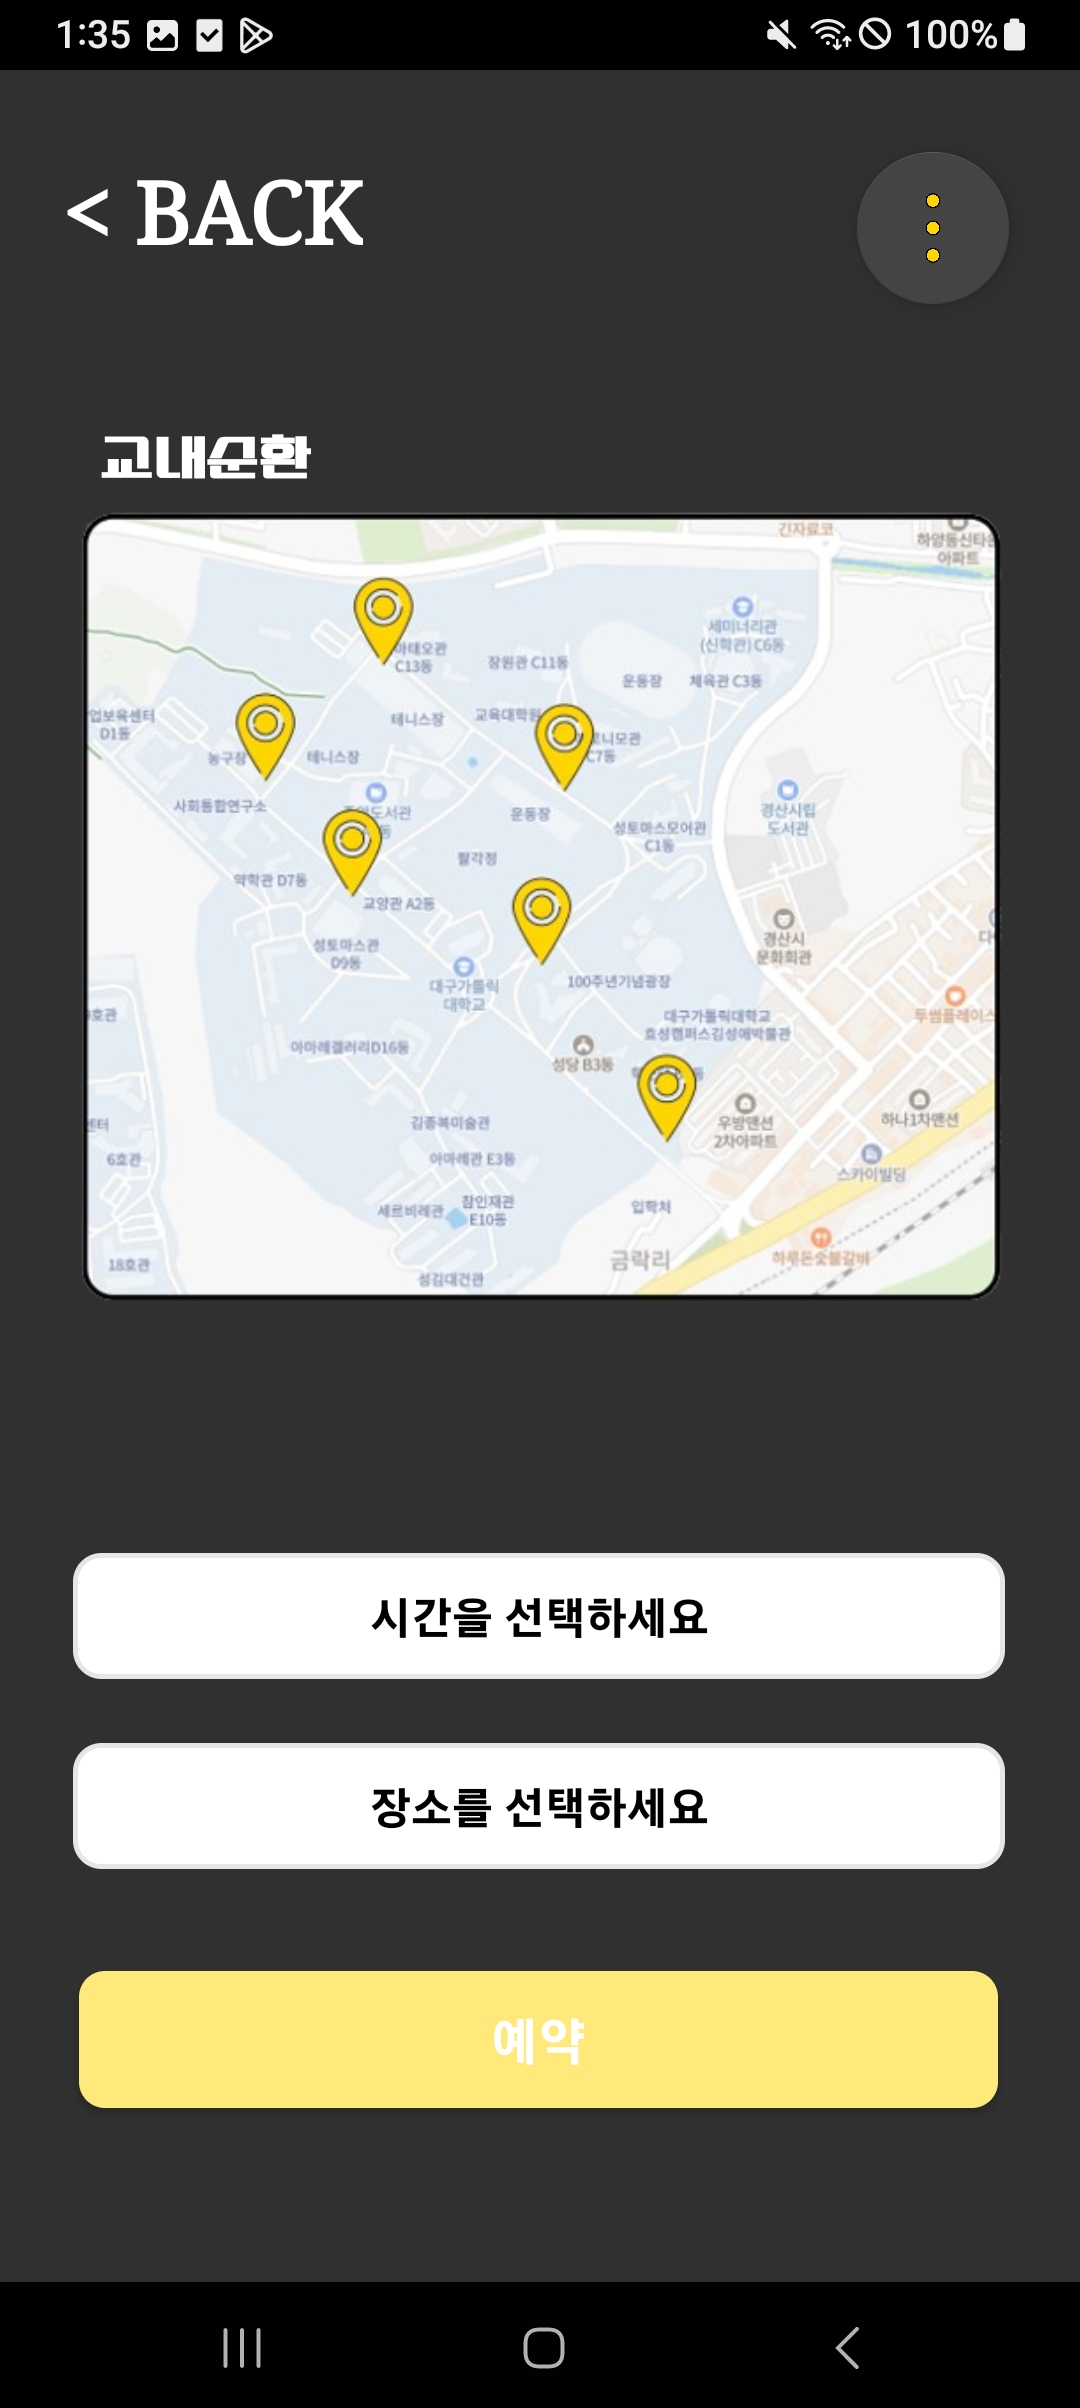 1:35
100%
< BACK
교내순환
긴자료코
하양동신타운
아파트
세미너리관
(신학관) C6동
마태오관
C13동
장원관 C11동
운동장
체육관 C3동
업보육센터
D1동
테니스장
교육대학원
C7동
농구장
테니스장
사회통합연구소
운동장
성토마스모어관
C1동
경산시립
도서관
팔각정
약학관 D7동
교양관 A2동
성토마스관
D9동
대구가톨릭
대학교
100주년기념광장
경산시
문화회관
대구가톨릭대학교
효성캠퍼스김성애박물관
투썸플레이스
호관
아마레갤러리D16동
성당 B3동
우방맨션
2차아파트
하나1차맨션
센터
김종복미술관
6호관
아마레관 E3동
스카이빌딩
세르비레관
참인재관
E10동
입학처
금락리
하루돈숯불갈비
18호관
성김대건관
시간을 선택하세요
장소를 선택하세요
예약